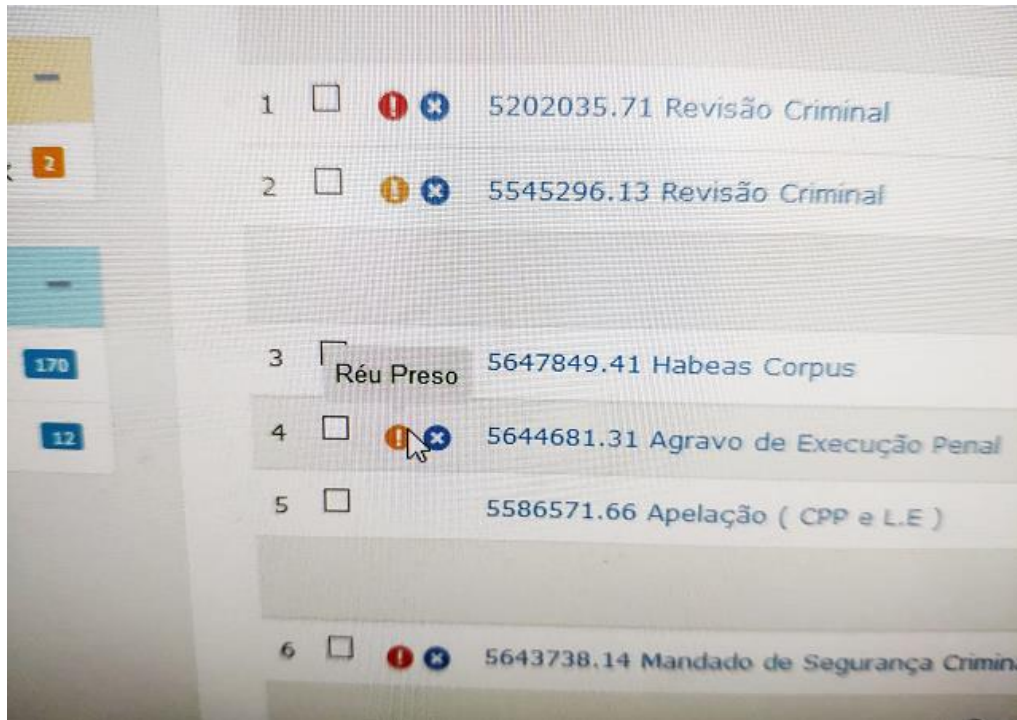 1 5202035.71 Revisão Criminal
2
2 5545296.13 Revisão Criminal
170
3 Réu Preso 5647849.41 Habeas Corpus
12
4 5644681.31 Agravo de Execução Penal
5 5586571.66 Apelação ( CPP e L.E )
6 5643738.14 Mandado de Segurança Crimin